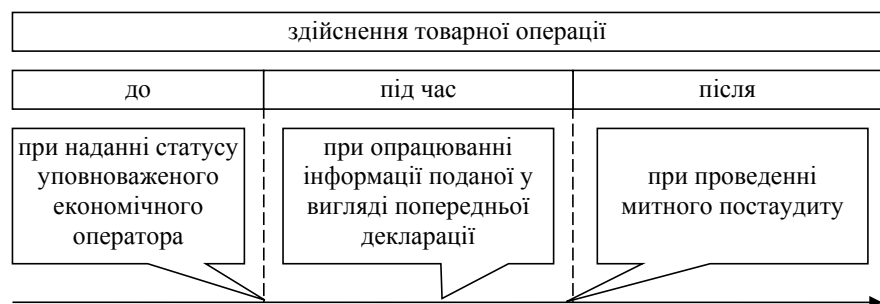 здійснення товарної операції
до
під час
після
при наданні статусу
уповноваженого
економічного
оператора
при опрацюванні
інформації поданої у
вигляді попередньої
декларації
при проведенні
митного постаудиту